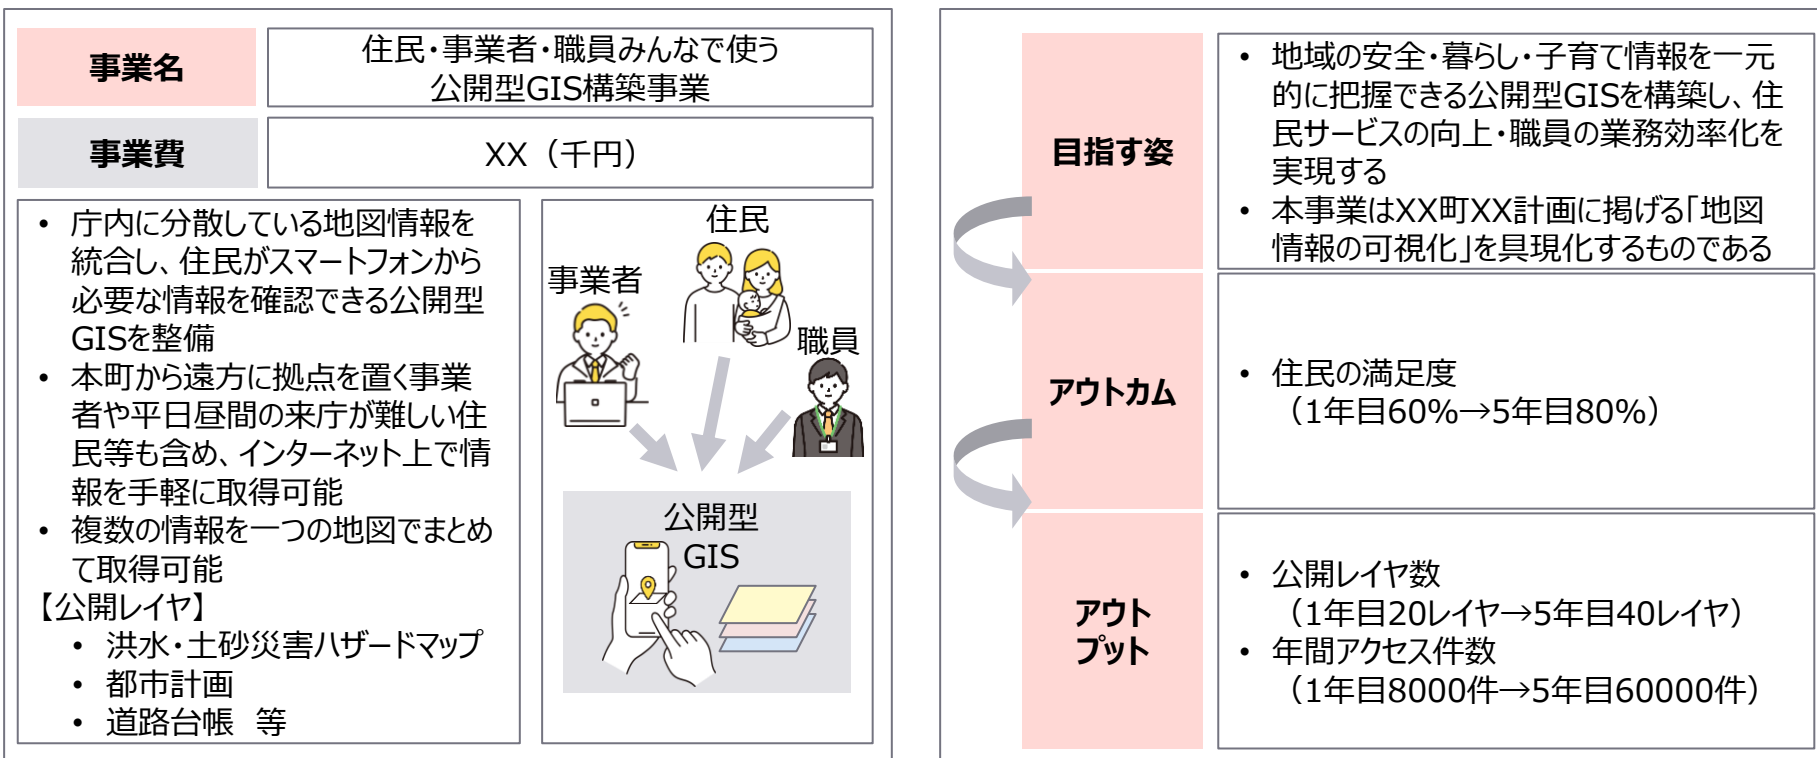 事業名
住民・事業者・職員みんなで使う
公開型GIS構築事業
事業費
XX（千円）
• 庁内に分散している地図情報を
統合し、住民がスマートフォンから
必要な情報を確認できる公開型
GISを整備
• 本町から遠方に拠点を置く事業
者や平日昼間の来庁が難しい住
民等も含め、インターネット上で情
報を手軽に取得可能
• 複数の情報を一つの地図でまとめ
て取得可能
【公開レイヤ】
• 洪水・土砂災害ハザードマップ
• 都市計画
• 道路台帳 等
住民
事業者
職員
公開型
GIS
目指す姿
• 地域の安全・暮らし・子育て情報を一元
的に把握できる公開型GISを構築し、住
民サービスの向上・職員の業務効率化を
実現する
• 本事業はXX町XX計画に掲げる「地図
情報の可視化」を具現化するものである
アウトカム
• 住民の満足度
（1年目60%→5年目80%）
アウト
プット
• 公開レイヤ数
（1年目20レイヤ→5年目40レイヤ）
• 年間アクセス件数
（1年目8000件→5年目60000件）